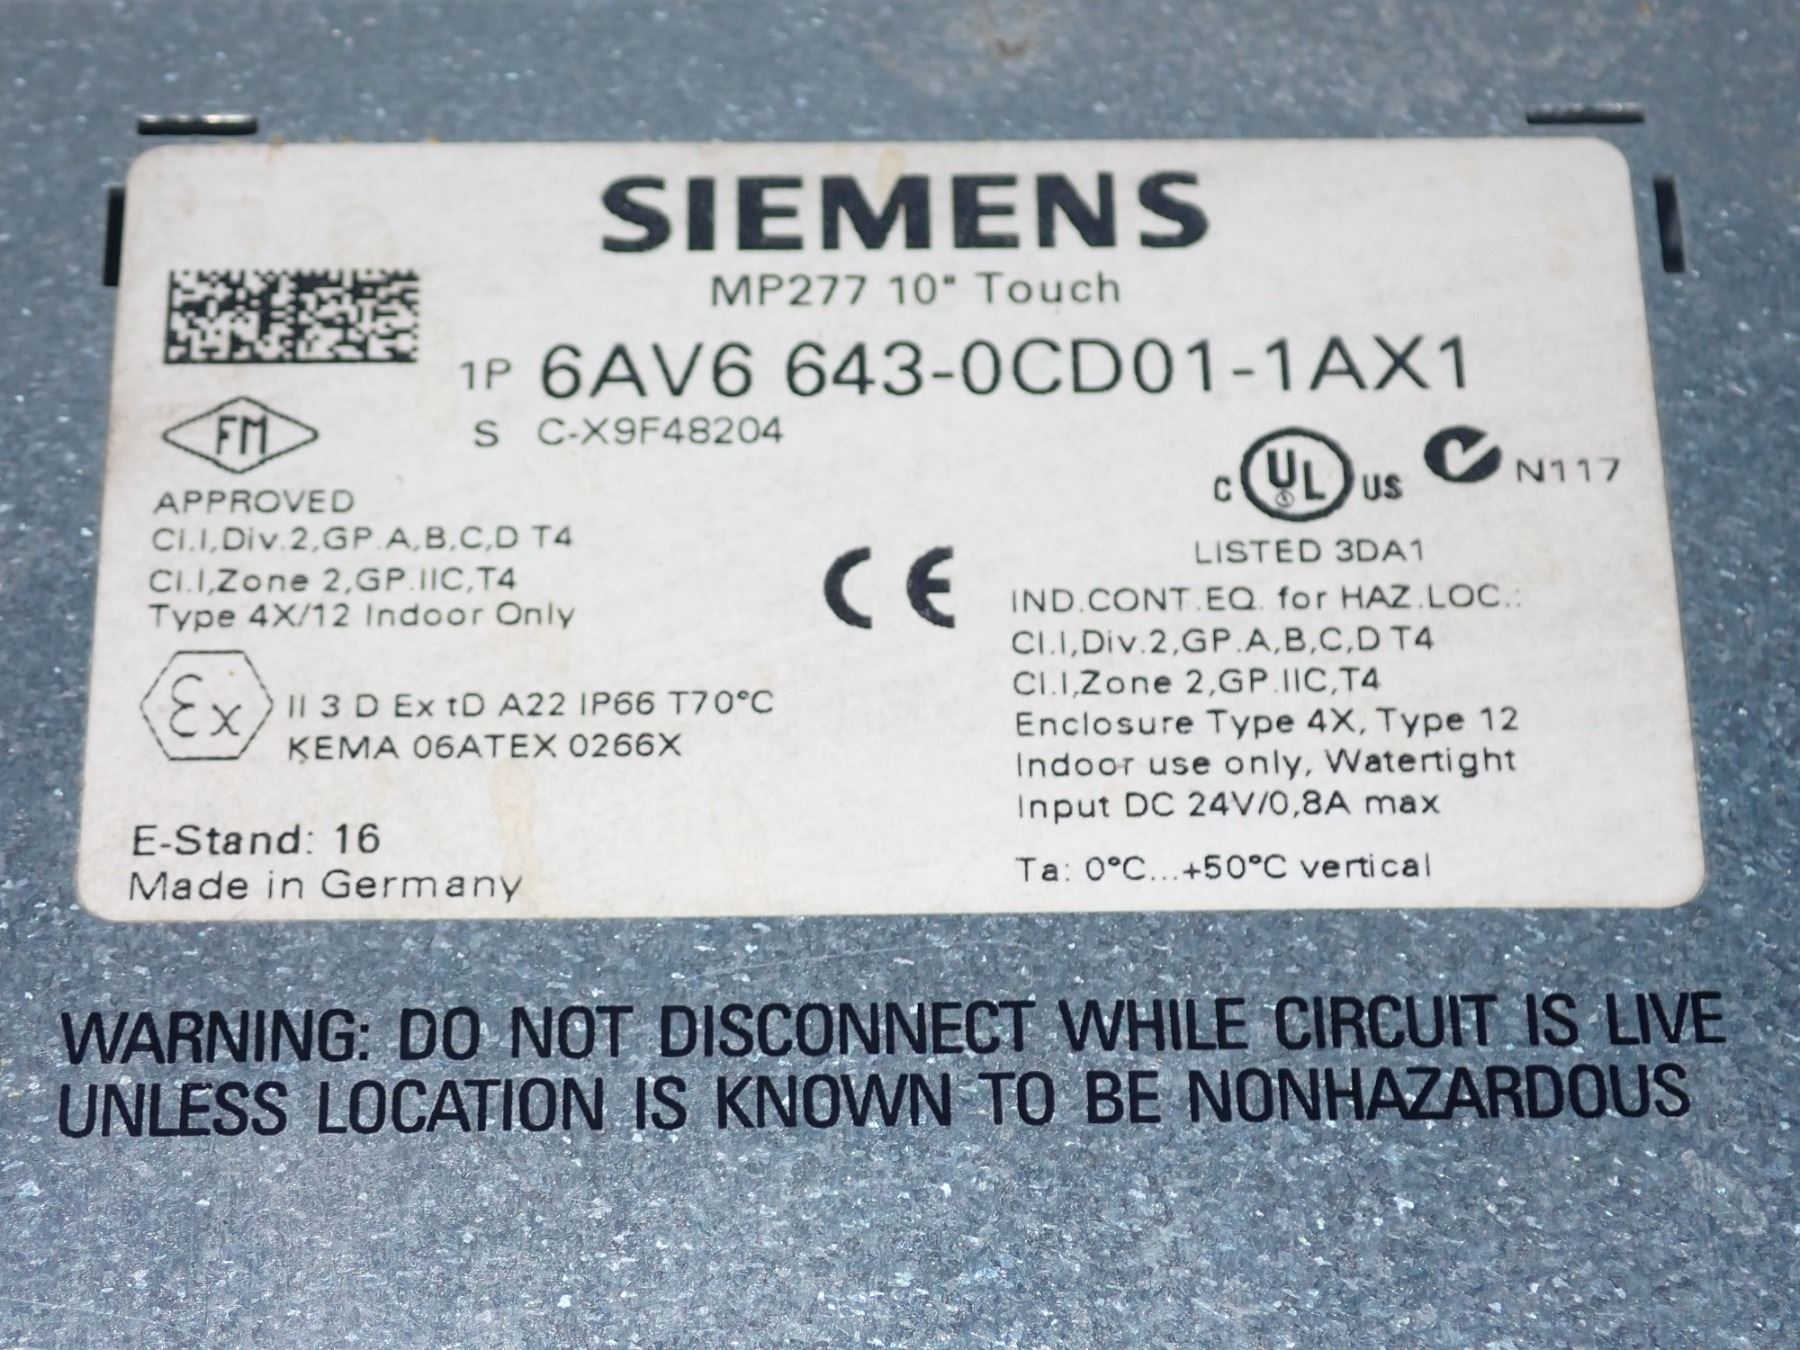 SIEMENS
MP277 10" Touch
1P 6AV6 643-0CD01-1AX1
S C-X9F48204
FM
APPROVED
Cl.I,Div.2,GP.A,B,C,D T4
Cl.I,Zone 2,GP.IIC,T4
Type 4X/12 Indoor Only
Ex II 3 D Ex tD A22 IP66 T70°C
KEMA 06ATEX 0266X
E-Stand: 16
Made in Germany
CE
C UL US N117
LISTED 3DA1
IND.CONT.EQ. for HAZ.LOC.:
Cl.I,Div.2,GP.A,B,C,D T4
Cl.I,Zone 2,GP.IIC,T4
Enclosure Type 4X, Type 12
Indoor use only, Watertight
Input DC 24V/0,8A max
Ta: 0°C...+50°C vertical
WARNING: DO NOT DISCONNECT WHILE CIRCUIT IS LIVE
UNLESS LOCATION IS KNOWN TO BE NONHAZARDOUS